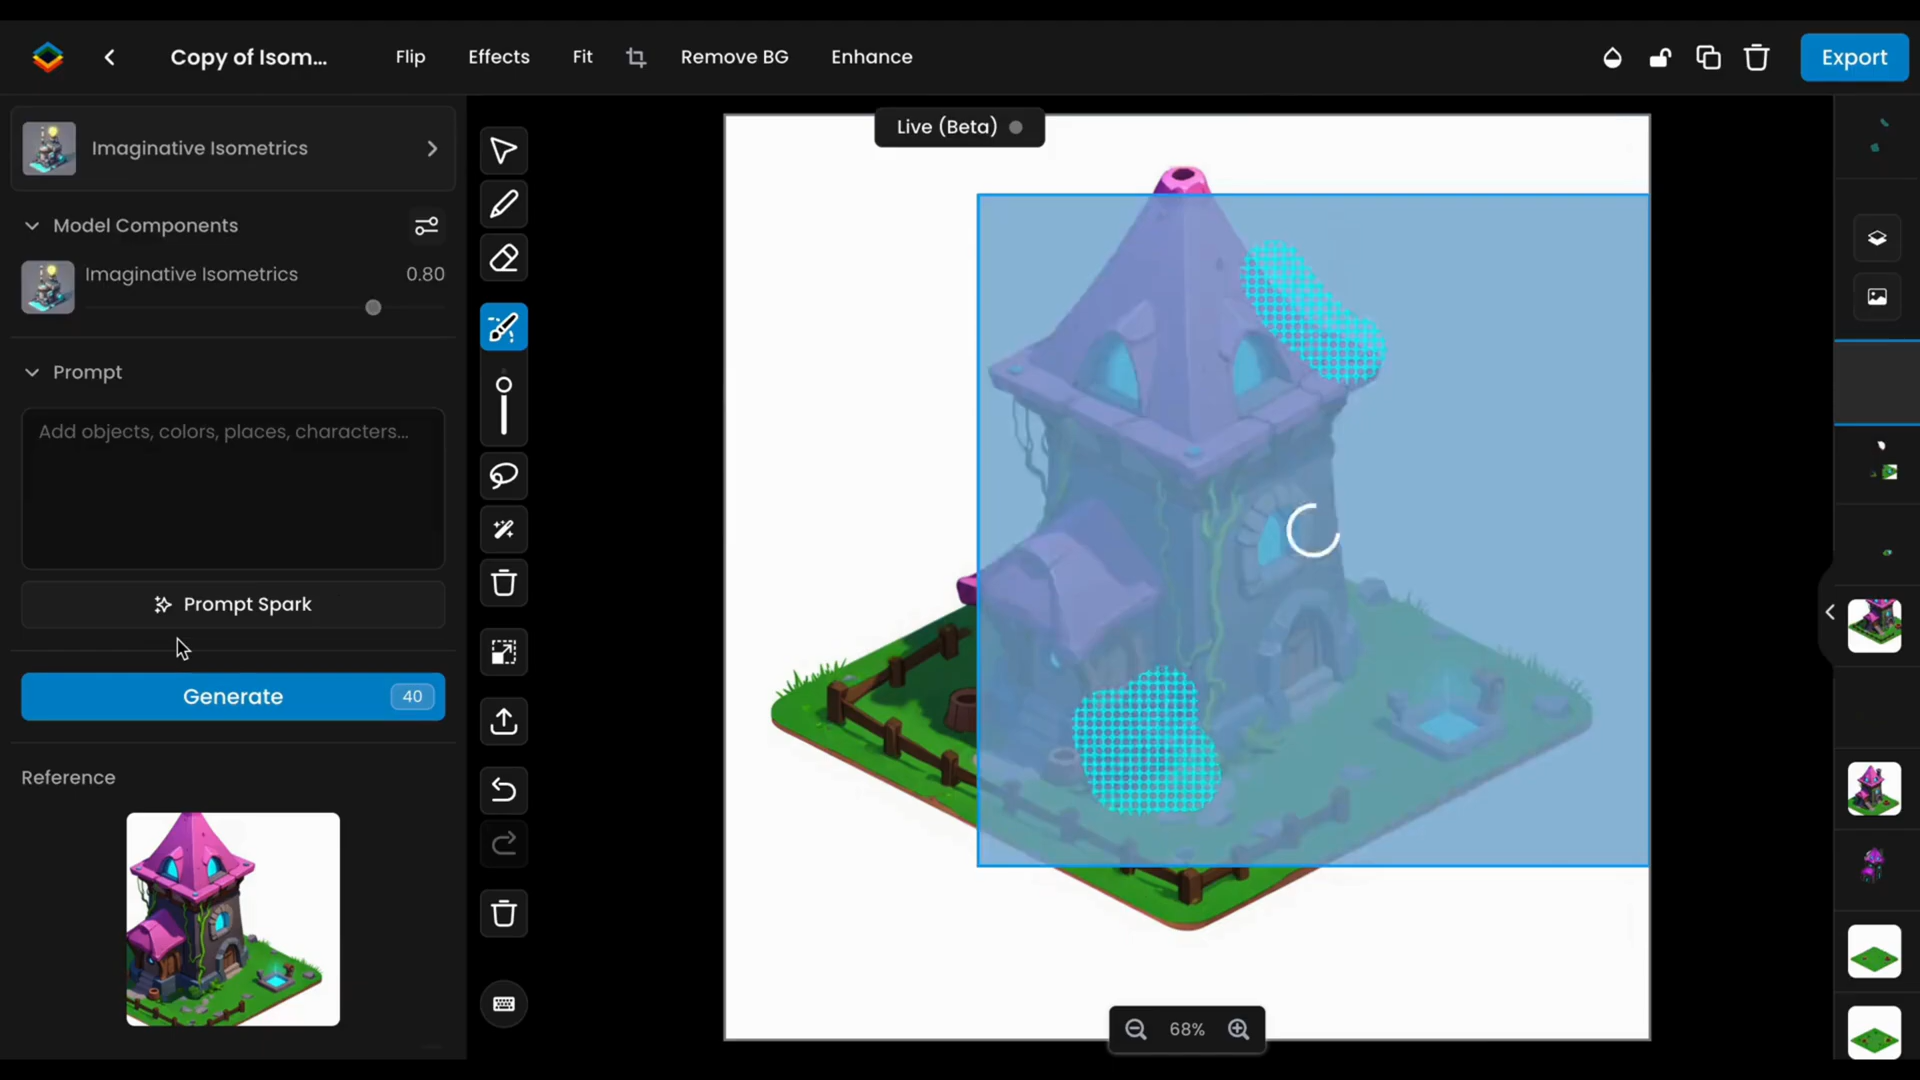 Copy of Isom...
Flip
Effects
Fit
Remove BG
Enhance
Export
Imaginative Isometrics
Live (Beta)
Model Components
Imaginative Isometrics
0.80
Prompt
Add objects, colors, places, characters...
Prompt Spark
Generate
40
Reference
68%